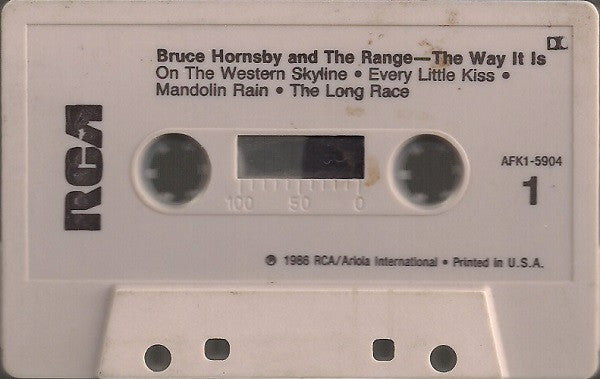 Bruce Hornsby and The Range—The Way It Is
On The Western Skyline • Every Little Kiss •
Mandolin Rain • The Long Race
RCA
AFK1-5904
1
100 50 0
℗ 1986 RCA/Ariola International • Printed in U.S.A.